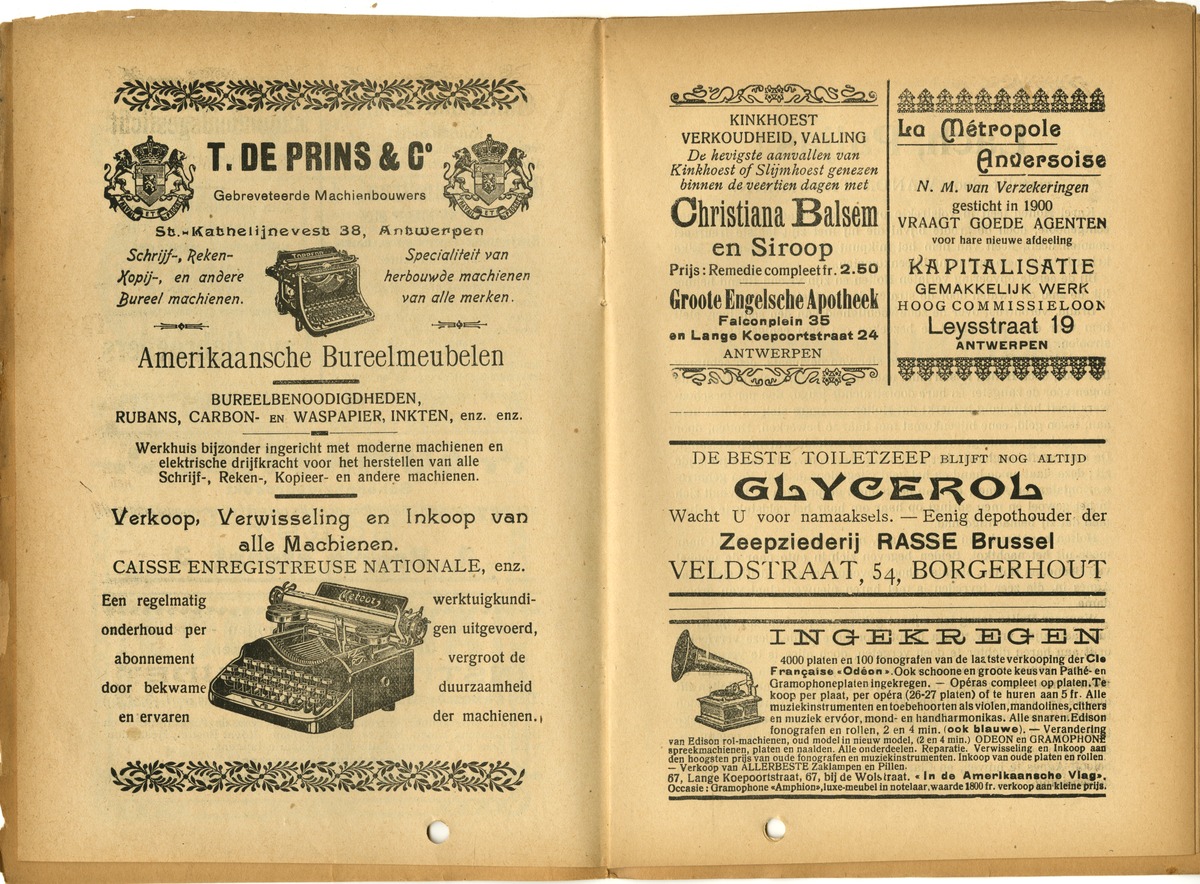 T. DE PRINS & Cº
Gebreveteerde Machienbouwers
St.-Kathelijnevest 38, Antwerpen
Schrijf-, Reken-
Kopij-, en andere
Bureel machienen.
Specialiteit van
herbouwde machienen
van alle merken.
Amerikaansche Bureelmeubelen
BUREELBENOODIGDHEDEN,
RUBANS, CARBON- EN WASPAPIER, INKTEN, enz. enz.
Werkhuis bijzonder ingericht met moderne machienen en
elektrische drijfkracht voor het herstellen van alle
Schrijf-, Reken-, Kopieer- en andere machienen.
Verkoop, Verwisseling en Inkoop van
alle Machienen.
CAISSE ENREGISTREUSE NATIONALE, enz.
Een regelmatig
onderhoud per
abonnement
door bekwame
en ervaren
Meteor
werktuigkundi-
gen uitgevoerd,
vergroot de
duurzaamheid
der machienen.
KINKHOEST
VERKOUDHEID, VALLING
De hevigste aanvallen van
Kinkhoest of Slijmhoest genezen
binnen de veertien dagen met
Christiana Balsem
en Siroop
Prijs : Remedie compleet fr. 2.50
Groote Engelsche Apotheek
Falconplein 35
en Lange Koepoortstraat 24
ANTWERPEN
La Métropole
Anversoise
N. M. van Verzekeringen
gesticht in 1900
VRAAGT GOEDE AGENTEN
voor hare nieuwe afdeeling
KAPITALISATIE
GEMAKKELIJK WERK
HOOG COMMISSIELOON
Leysstraat 19
ANTWERPEN
DE BESTE TOILETZEEP BLIJFT NOG ALTIJD
GLYCEROL
Wacht U voor namaaksels. — Eenig depothouder der
Zeepziederij RASSE Brussel
VELDSTRAAT, 54, BORGERHOUT
INGEKREGEN
4000 platen en 100 fonografen van de laatste verkooping der Cie
Française «Odéon». Ook schoone en groote keus van Pathé- en
Gramophoneplaten ingekregen. — Opéras compleet op platen. Te
koop per plaat, per opéra (26-27 platen) of te huren aan 5 fr. Alle
muziekinstrumenten en toebehoorten als violen, mandolines, cithers
en muziek ervóor, mond- en handharmonikas. Alle snaren. Edison
fonografen en rollen, 2 en 4 min. (ook blauwe). — Verandering
van Edison rol-machienen, oud model in nieuw model, (2 en 4 min.) ODEON en GRAMOPHONE
spreekmachienen, platen en naalden. Alle onderdeelen. Reparatie. Verwisseling en Inkoop aan
den hoogsten prijs van oude fonografen en muziekinstrumenten. Inkoop van oude platen en rollen
— Verkoop van ALLERBESTE Zaklampen en Pillen.
67, Lange Koepoortstraat, 67, bij de Wolstraat. «In de Amerikaansche Vlag».
Occasie : Gramophone «Amphion», luxe-meubel in notelaar, waarde 1800 fr. verkoop aan kleine prijs.